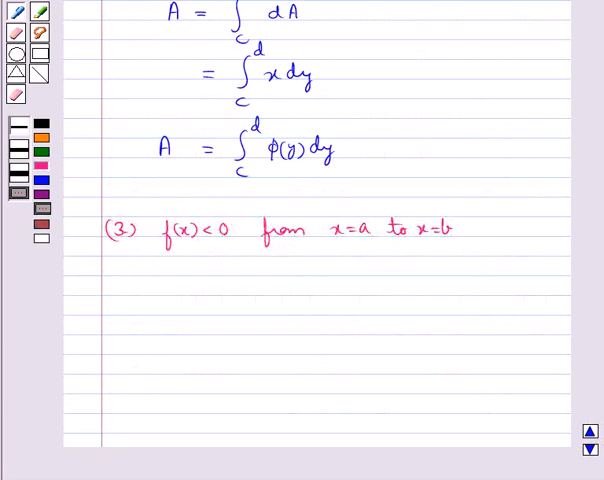 A = ∫_C dA
= ∫_C^d x dy
A = ∫_C^d φ(y) dy
(3) f(x) < 0 from x=a to x=b